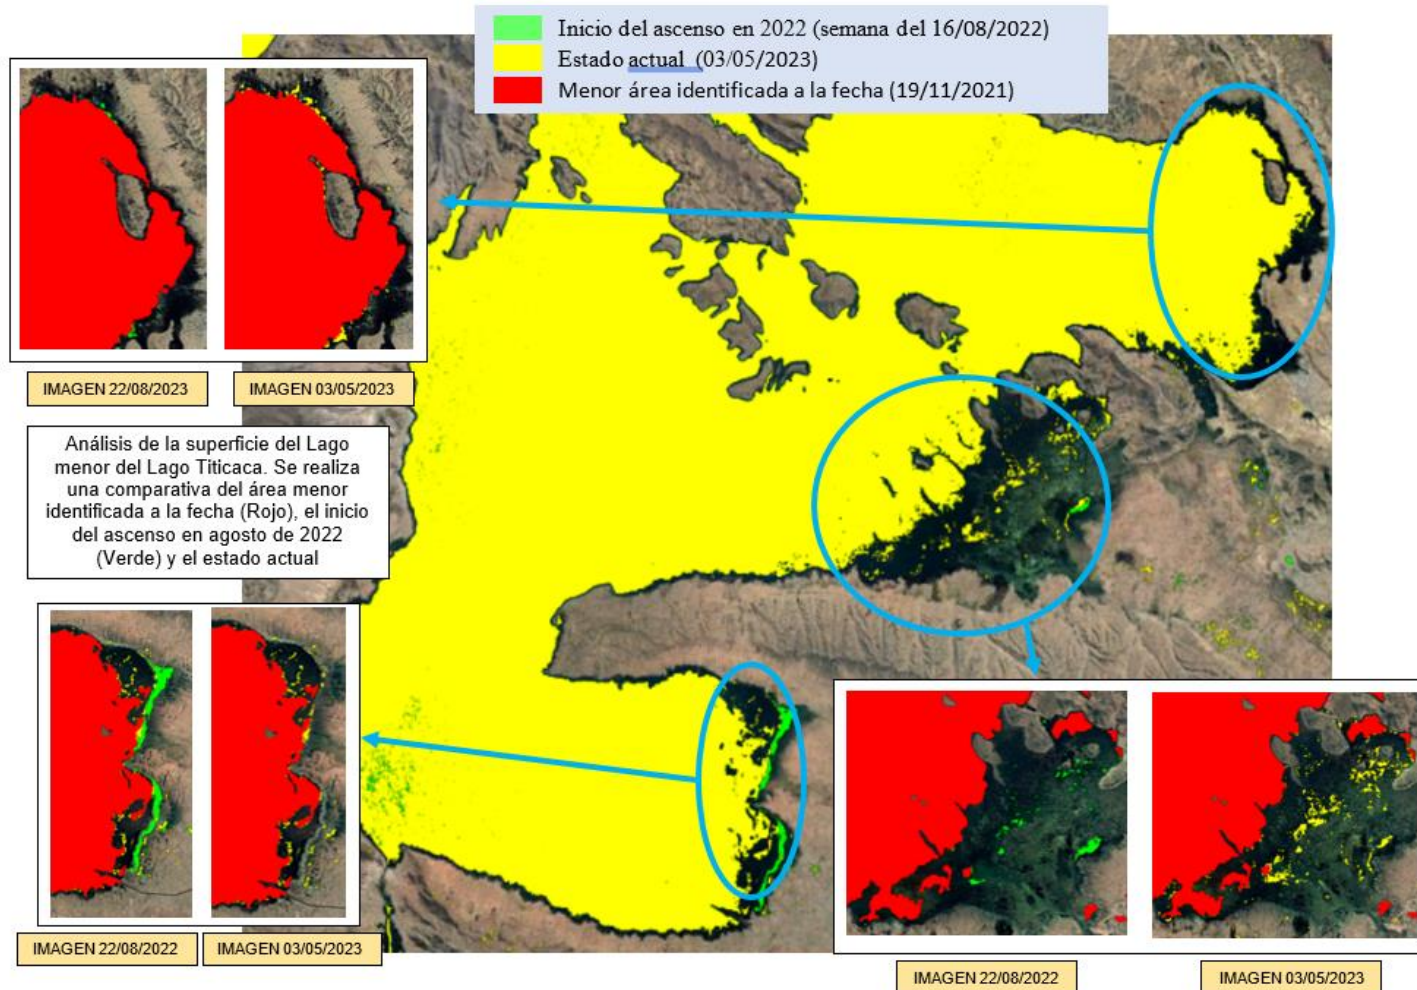 Inicio del ascenso en 2022 (semana del 16/08/2022)
Estado actual (03/05/2023)
Menor área identificada a la fecha (19/11/2021)
IMAGEN 22/08/2023
IMAGEN 03/05/2023
Análisis de la superficie del Lago
menor del Lago Titicaca. Se realiza
una comparativa del área menor
identificada a la fecha (Rojo), el inicio
del ascenso en agosto de 2022
(Verde) y el estado actual
IMAGEN 22/08/2022
IMAGEN 03/05/2023
IMAGEN 22/08/2022
IMAGEN 03/05/2023